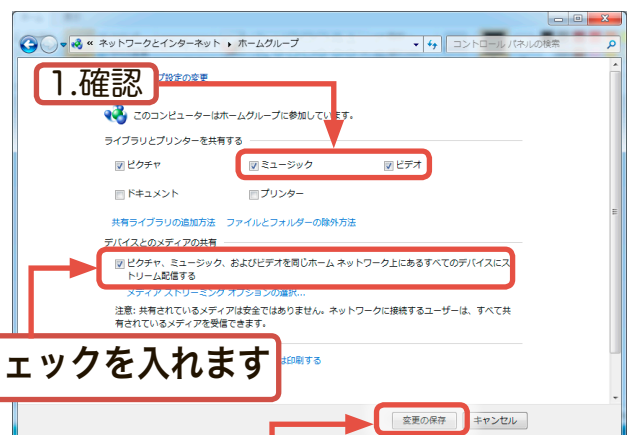 « ネットワークとインターネット ▸ ホームグループ
コントロール パネルの検索
1.確認
設定の変更
このコンピューターはホームグループに参加しています。
ライブラリとプリンターを共有する
ピクチャ ミュージック ビデオ
ドキュメント プリンター
共有ライブラリの追加方法 ファイルとフォルダーの除外方法
デバイスとのメディアの共有
ピクチャ、ミュージック、およびビデオを同じホーム ネットワーク上にあるすべてのデバイスにス
トリーム配信する
メディア ストリーミング オプションの選択...
注意: 共有されているメディアは安全ではありません。ネットワークに接続するユーザーは、すべて共
有されているメディアを受信できます。
は印刷する
ェックを入れます
変更の保存 キャンセル